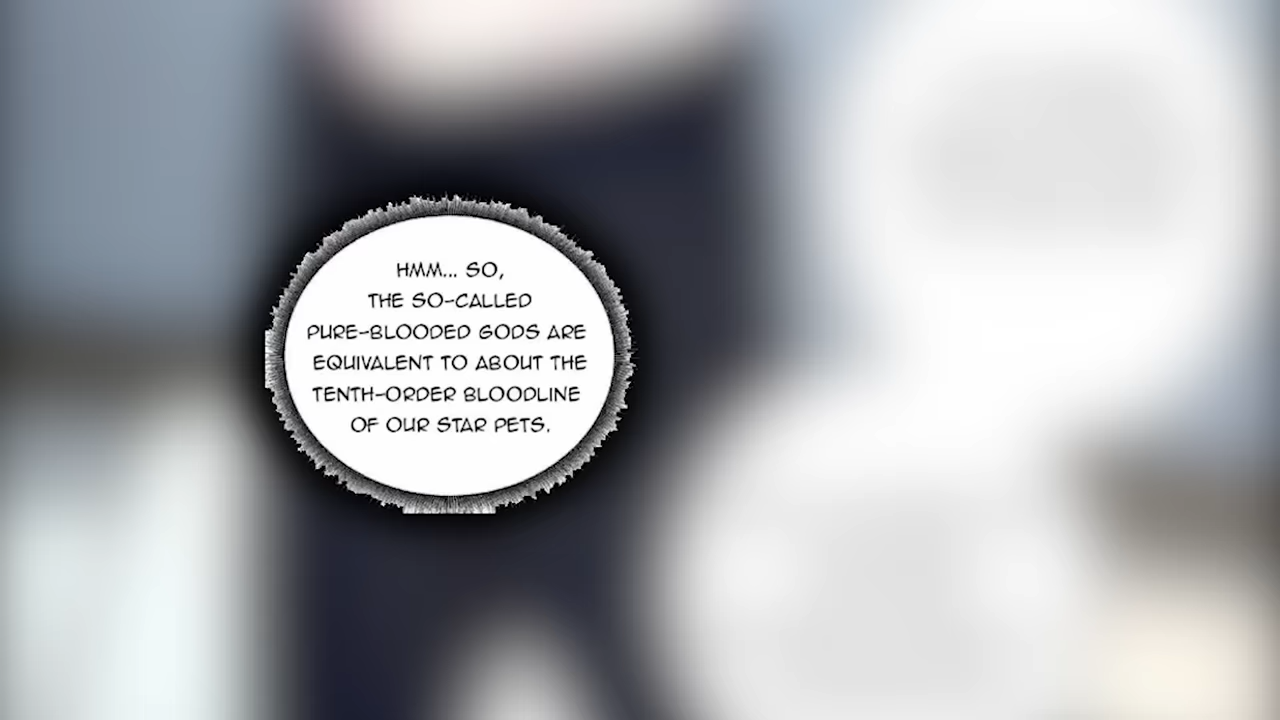 HMM... SO,
THE SO-CALLED
PURE-BLOODED GODS ARE
EQUIVALENT TO ABOUT THE
TENTH-ORDER BLOODLINE
OF OUR STAR PETS.